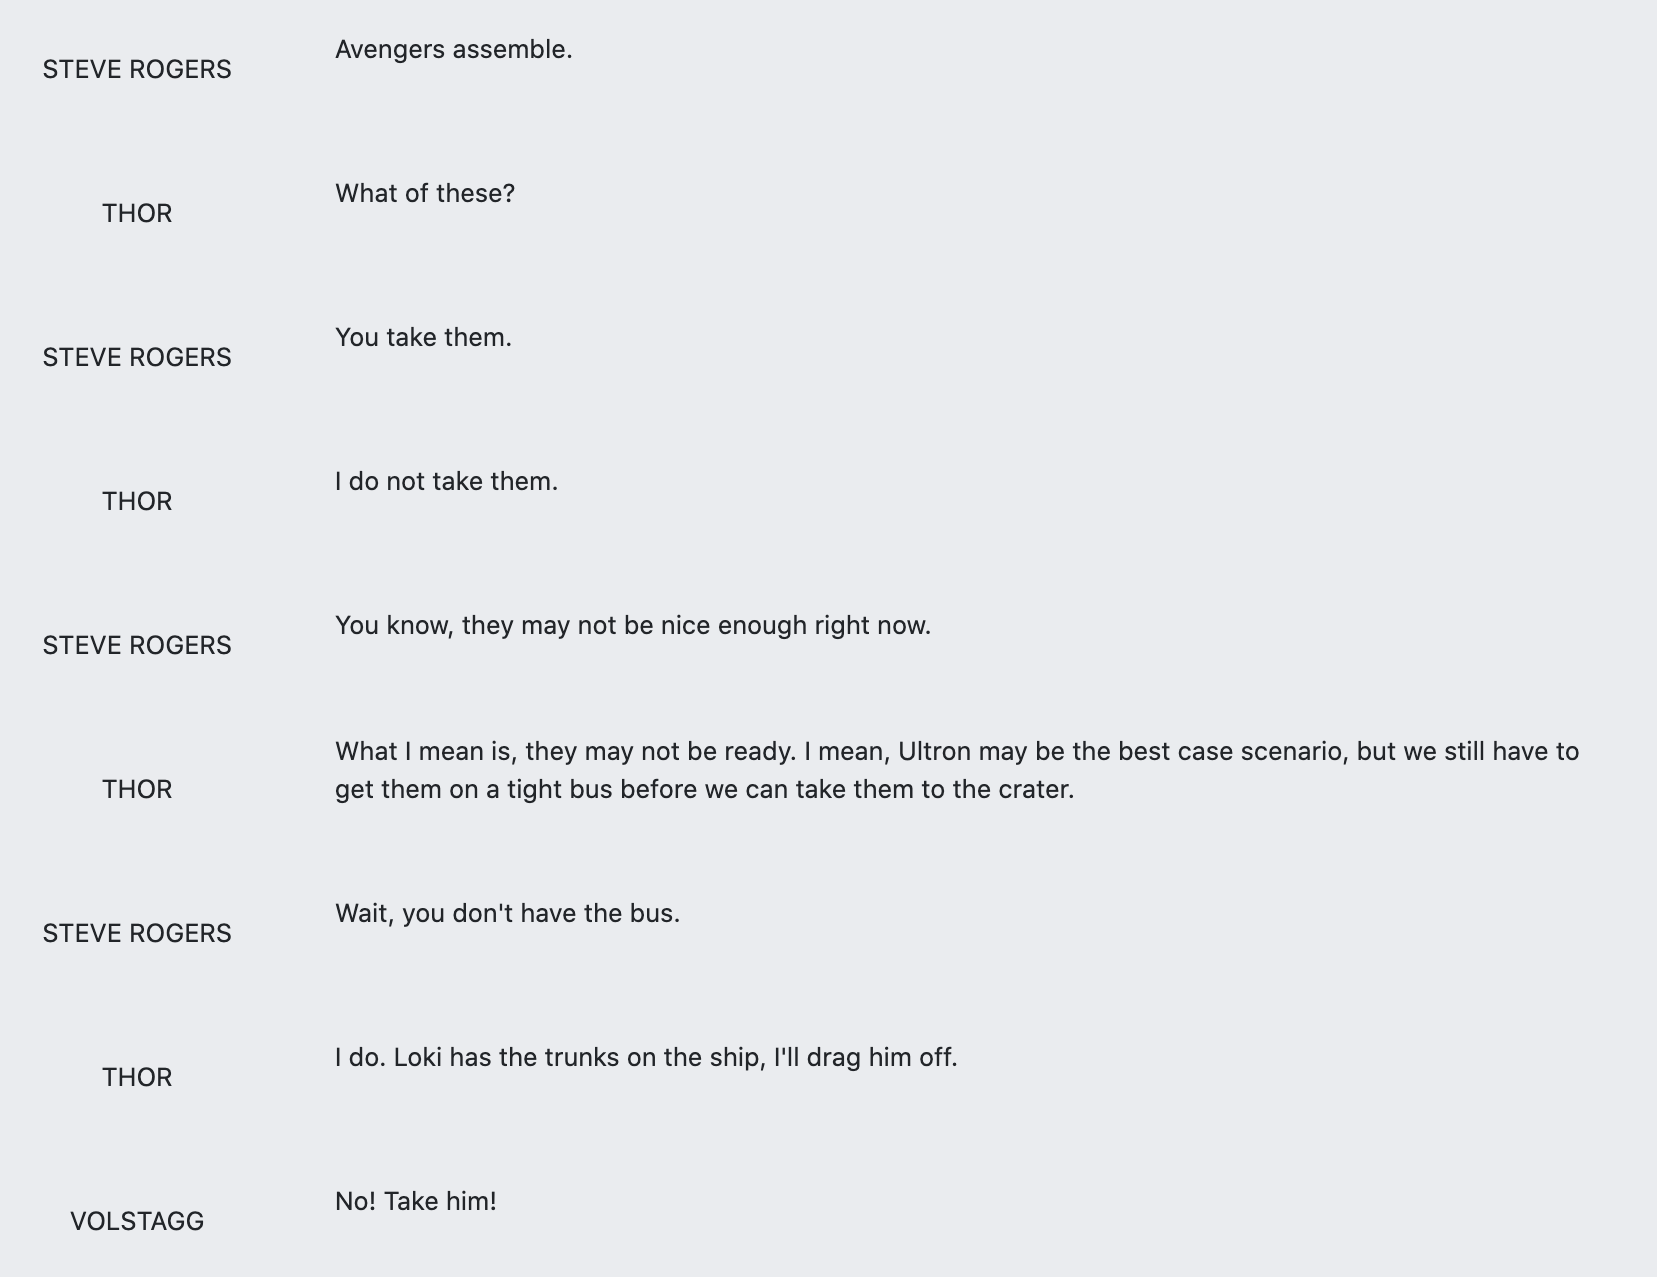 STEVE ROGERS
Avengers assemble.
THOR
What of these?
STEVE ROGERS
You take them.
THOR
I do not take them.
STEVE ROGERS
You know, they may not be nice enough right now.
THOR
What I mean is, they may not be ready. I mean, Ultron may be the best case scenario, but we still have to
get them on a tight bus before we can take them to the crater.
STEVE ROGERS
Wait, you don't have the bus.
THOR
I do. Loki has the trunks on the ship, I'll drag him off.
VOLSTAGG
No! Take him!